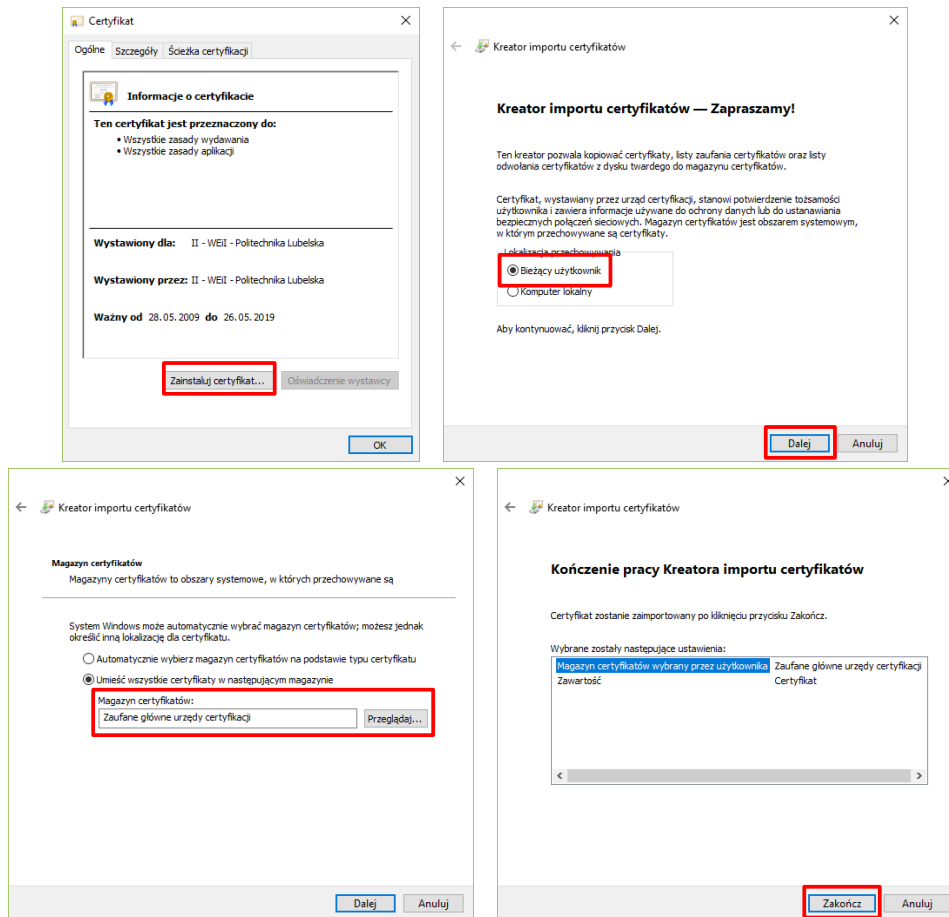 Certyfikat
Ogólne Szczegóły Ścieżka certyfikacji
Informacje o certyfikacie
Ten certyfikat jest przeznaczony do:
• Wszystkie zasady wydawania
• Wszystkie zasady aplikacji
Wystawiony dla: II - WEiI - Politechnika Lubelska
Wystawiony przez: II - WEiI - Politechnika Lubelska
Ważny od 28.05.2009 do 26.05.2019
Zainstaluj certyfikat... Oświadczenie wystawcy
OK
Kreator importu certyfikatów
Kreator importu certyfikatów — Zapraszamy!
Ten kreator pozwala kopiować certyfikaty, listy zaufania certyfikatów oraz listy
odwołania certyfikatów z dysku twardego do magazynu certyfikatów.
Certyfikat, wystawiany przez urząd certyfikacji, stanowi potwierdzenie tożsamości
użytkownika i zawiera informacje używane do ochrony danych lub do ustanawiania
bezpiecznych połączeń sieciowych. Magazyn certyfikatów jest obszarem systemowym,
w którym przechowywane są certyfikaty.
Lokalizacja przechowywania
Bieżący użytkownik
Komputer lokalny
Aby kontynuować, kliknij przycisk Dalej.
Dalej Anuluj
Kreator importu certyfikatów
Magazyn certyfikatów
Magazyny certyfikatów to obszary systemowe, w których przechowywane są
System Windows może automatycznie wybrać magazyn certyfikatów; możesz jednak
określić inną lokalizację dla certyfikatu.
Automatycznie wybierz magazyn certyfikatów na podstawie typu certyfikatu
Umieść wszystkie certyfikaty w następującym magazynie
Magazyn certyfikatów:
Zaufane główne urzędy certyfikacji Przeglądaj...
Dalej Anuluj
Kreator importu certyfikatów
Kończenie pracy Kreatora importu certyfikatów
Certyfikat zostanie zaimportowany po kliknięciu przycisku Zakończ.
Wybrane zostały następujące ustawienia:
Magazyn certyfikatów wybrany przez użytkownika Zaufane główne urzędy certyfikacji
Zawartość Certyfikat
Zakończ Anuluj